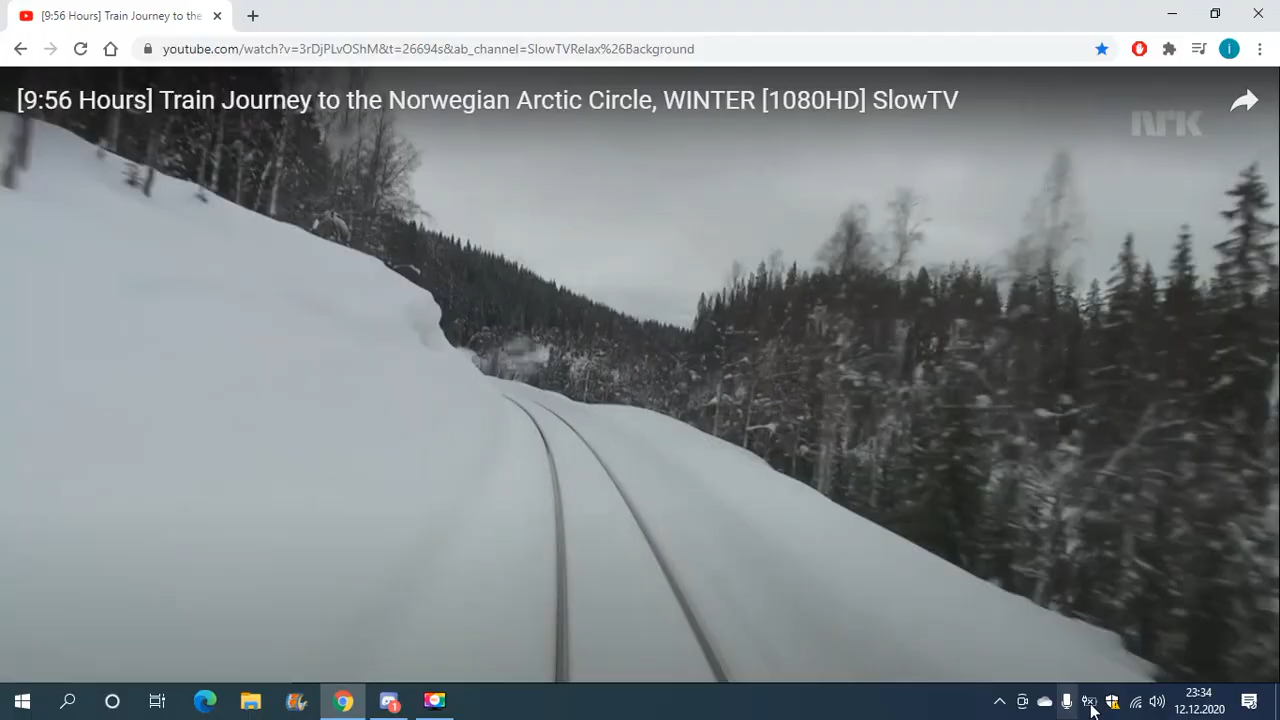 [9:56 Hours] Train Journey to the
youtube.com/watch?v=3rDjPLvOShM&t=26694s&ab_channel=SlowTVRelax%26Background
i
[9:56 Hours] Train Journey to the Norwegian Arctic Circle, WINTER [1080HD] SlowTV
NRK
1
23:34
12.12.2020